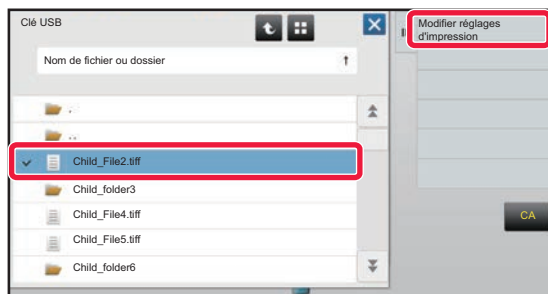 Clé USB
Modifier réglages
d'impression
Nom de fichier ou dossier
.
..
Child_File2.tiff
Child_folder3
Child_File4.tiff
Child_File5.tiff
Child_folder6
CA